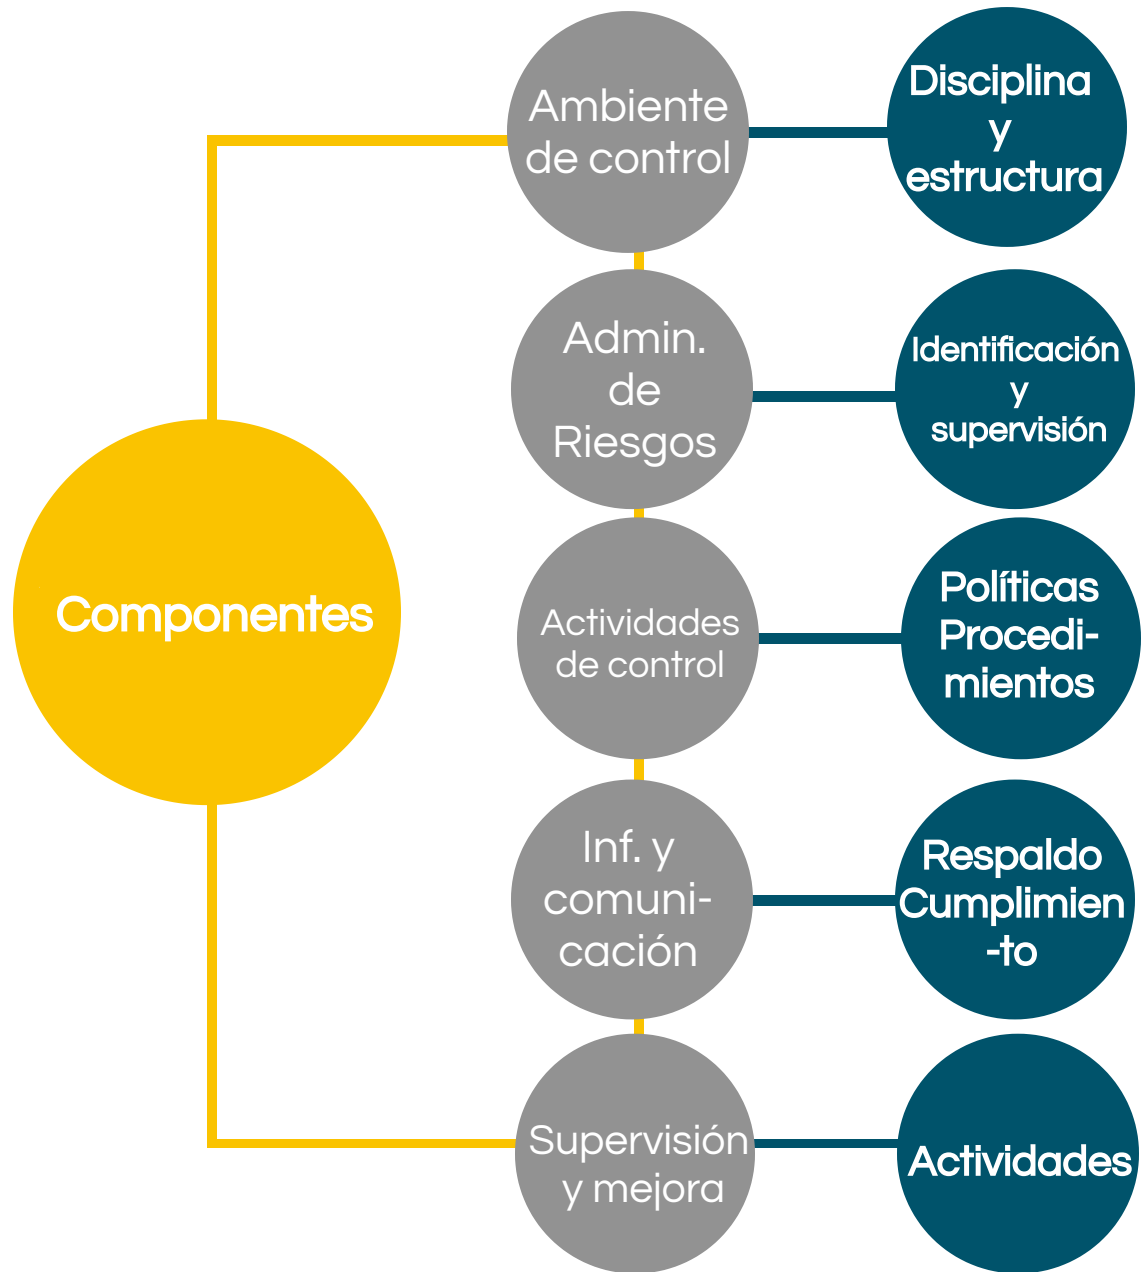 Componentes
Ambiente
de control
Disciplina
y
estructura
Admin.
de
Riesgos
Identificación
y
supervisión
Actividades
de control
Políticas
Procedi-
mientos
Inf. y
comuni-
cación
Respaldo
Cumplimien
-to
Supervisión
y mejora
Actividades